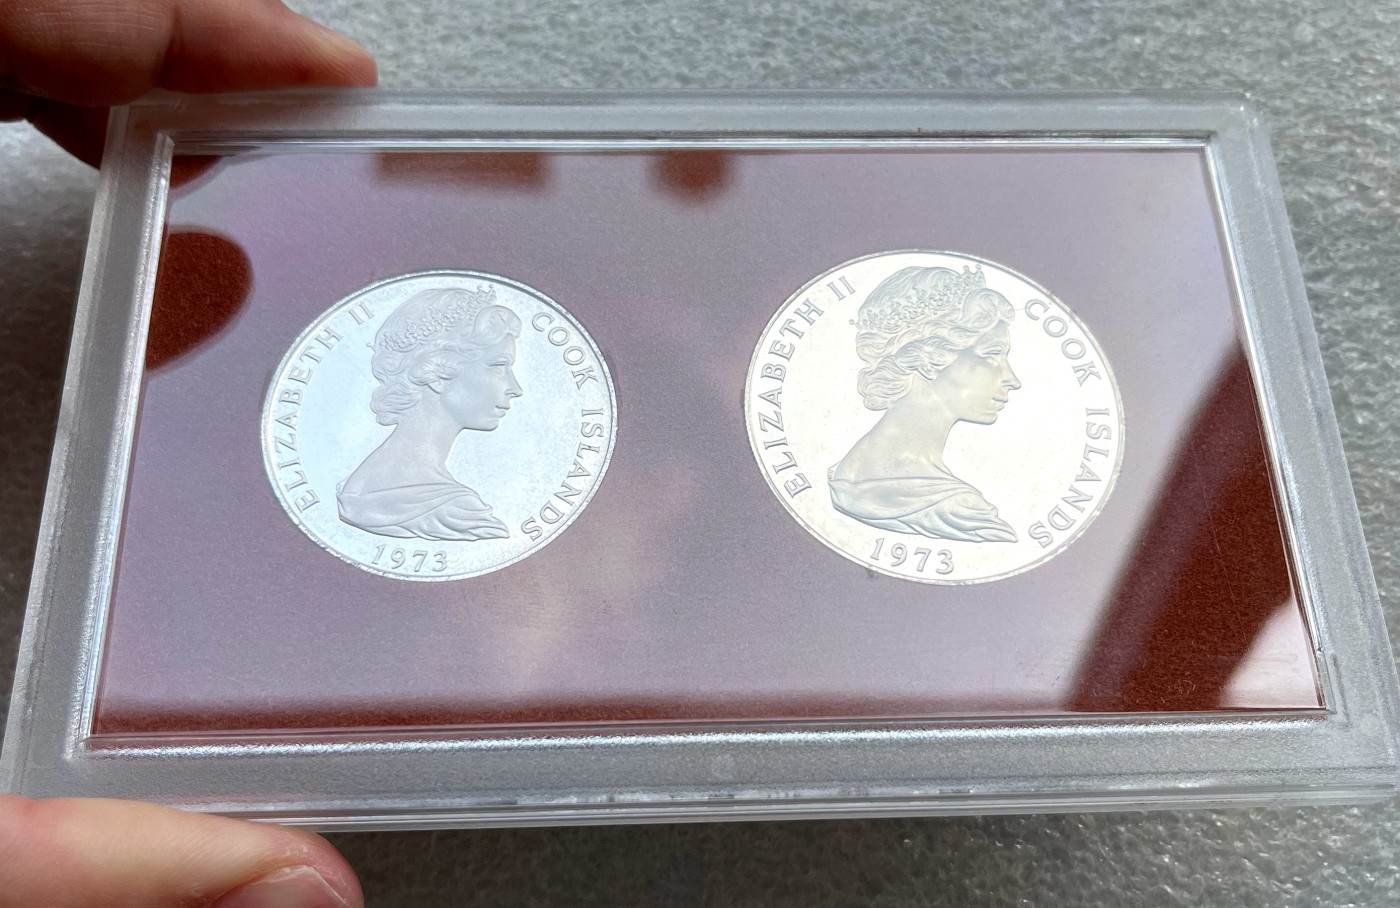 ELIZABETH II
COOK ISLANDS
1973
ELIZABETH II
COOK ISLANDS
1973